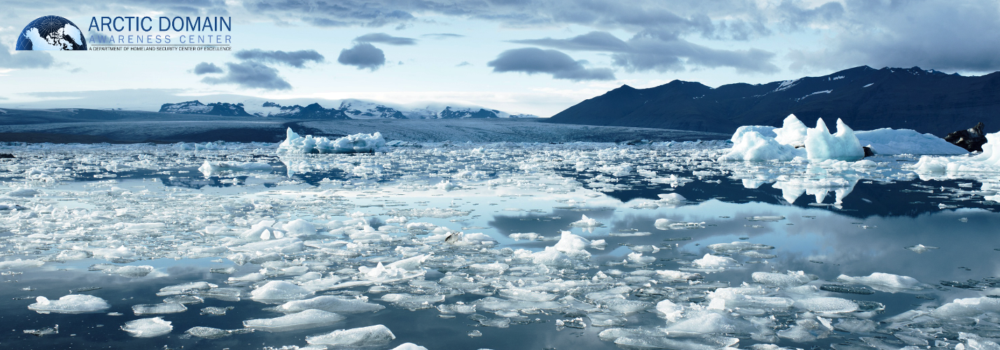 ARCTIC DOMAIN
AWARENESS CENTER
A DEPARTMENT OF HOMELAND SECURITY CENTER OF EXCELLENCE